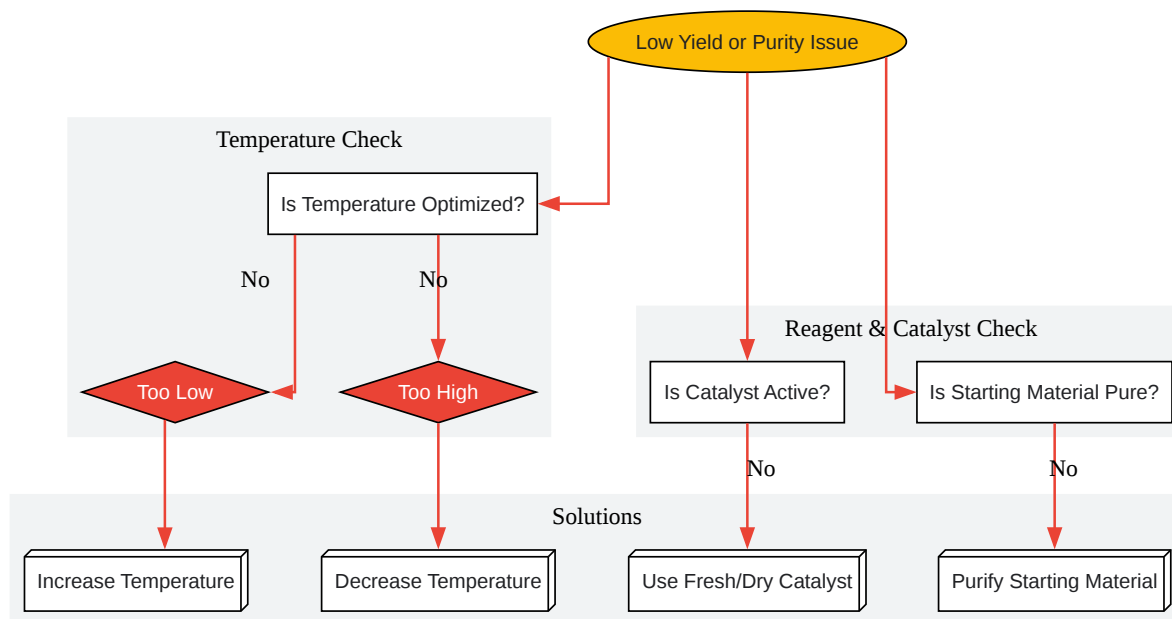 Low Yield or Purity Issue
Temperature Check
Is Temperature Optimized?
No
No
Reagent & Catalyst Check
Too Low
Too High
Is Catalyst Active?
Is Starting Material Pure?
No
No
Solutions
Increase Temperature
Decrease Temperature
Use Fresh/Dry Catalyst
Purify Starting Material